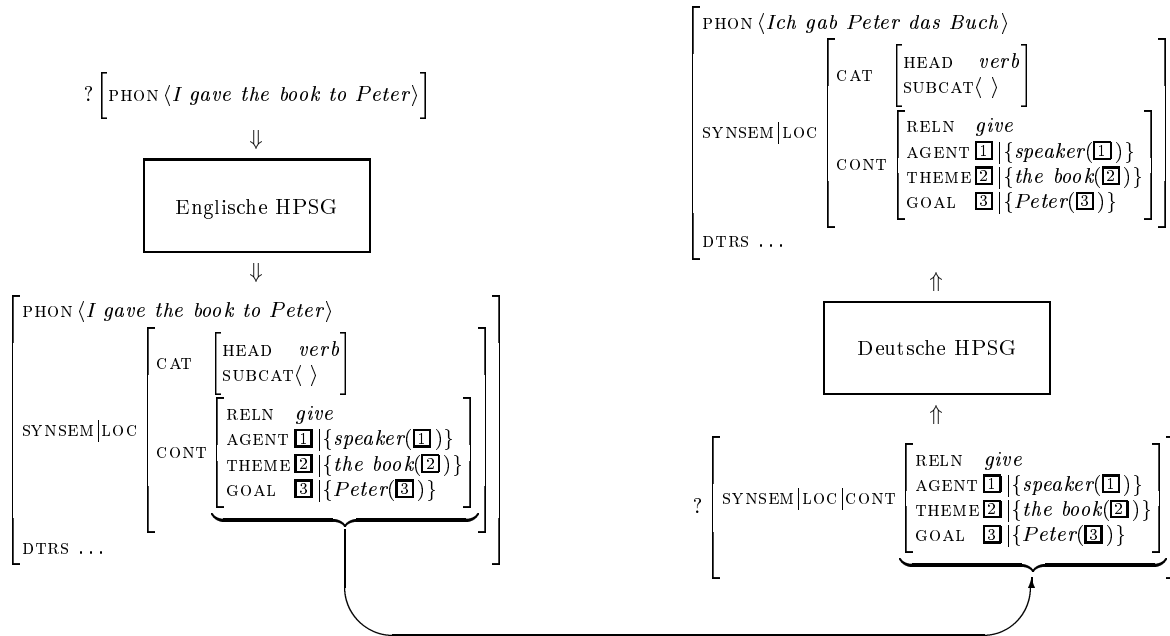 ? [PHON ⟨I gave the book to Peter⟩]
⇓
Englische HPSG
⇓
PHON ⟨I gave the book to Peter⟩
CAT
HEAD verb
SUBCAT⟨ ⟩
SYNSEM|LOC
CONT
RELN give
AGENT 1|{speaker(1)}
THEME 2|{the book(2)}
GOAL 3|{Peter(3)}
DTRS ...
?
SYNSEM|LOC|CONT
RELN give
AGENT 1|{speaker(1)}
THEME 2|{the book(2)}
GOAL 3|{Peter(3)}
⇑
Deutsche HPSG
⇑
PHON ⟨Ich gab Peter das Buch⟩
CAT
HEAD verb
SUBCAT⟨ ⟩
SYNSEM|LOC
CONT
RELN give
AGENT 1|{speaker(1)}
THEME 2|{the book(2)}
GOAL 3|{Peter(3)}
DTRS ...